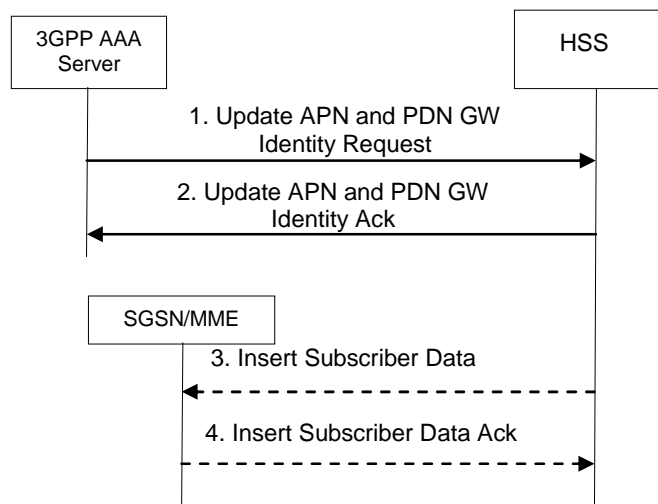 3GPP AAA
Server
HSS
1. Update APN and PDN GW
Identity Request
2. Update APN and PDN GW
Identity Ack
SGSN/MME
3. Insert Subscriber Data
4. Insert Subscriber Data Ack